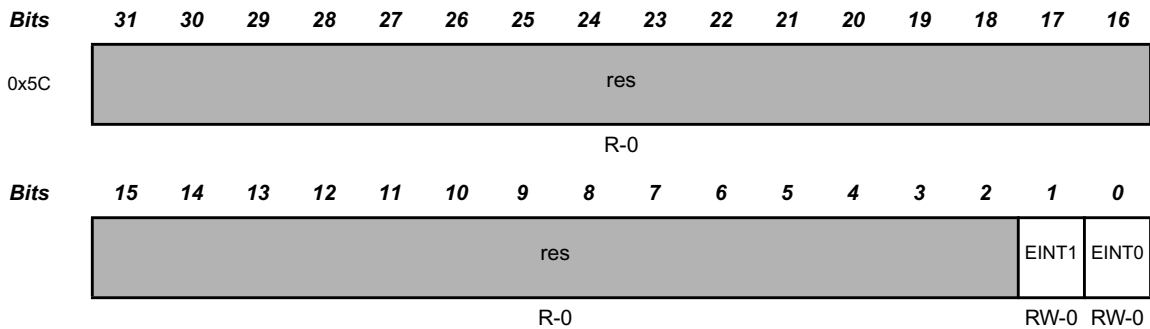 Bits 31 30 29 28 27 26 25 24 23 22 21 20 19 18 17 16
0x5C res
R-0
Bits 15 14 13 12 11 10 9 8 7 6 5 4 3 2 1 0
res EINT1 EINT0
R-0 RW-0 RW-0